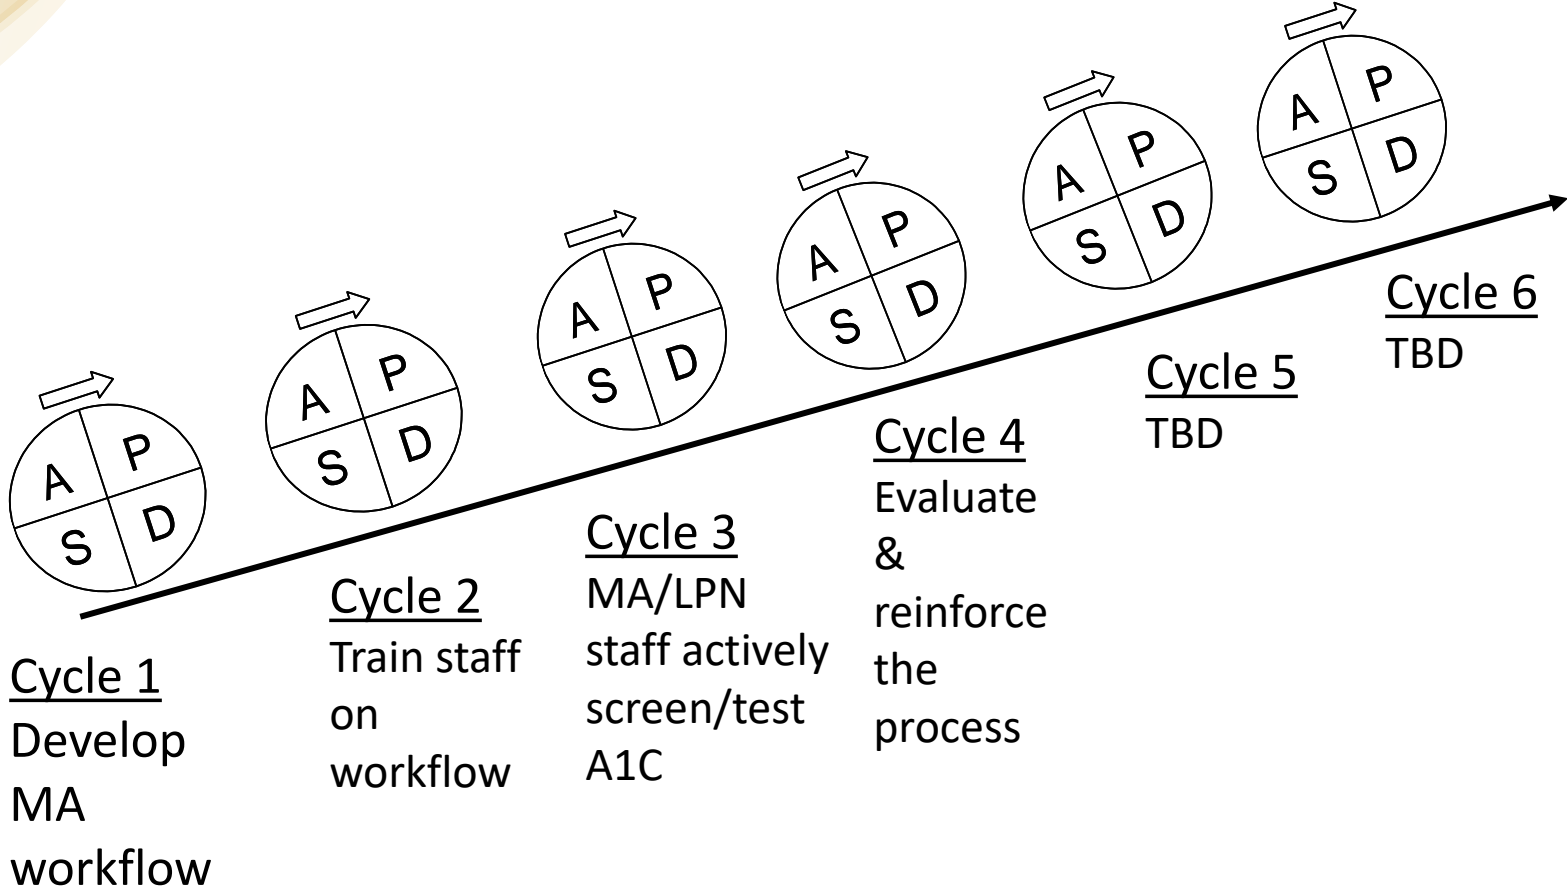 A P
S D
A P
S D
A P
S D
A P
S D
A P
S D
A P
S D
Cycle 1
Develop
MA
workflow
Cycle 2
Train staff
on
workflow
Cycle 3
MA/LPN
staff actively
screen/test
A1C
Cycle 4
Evaluate
&
reinforce
the
process
Cycle 5
TBD
Cycle 6
TBD